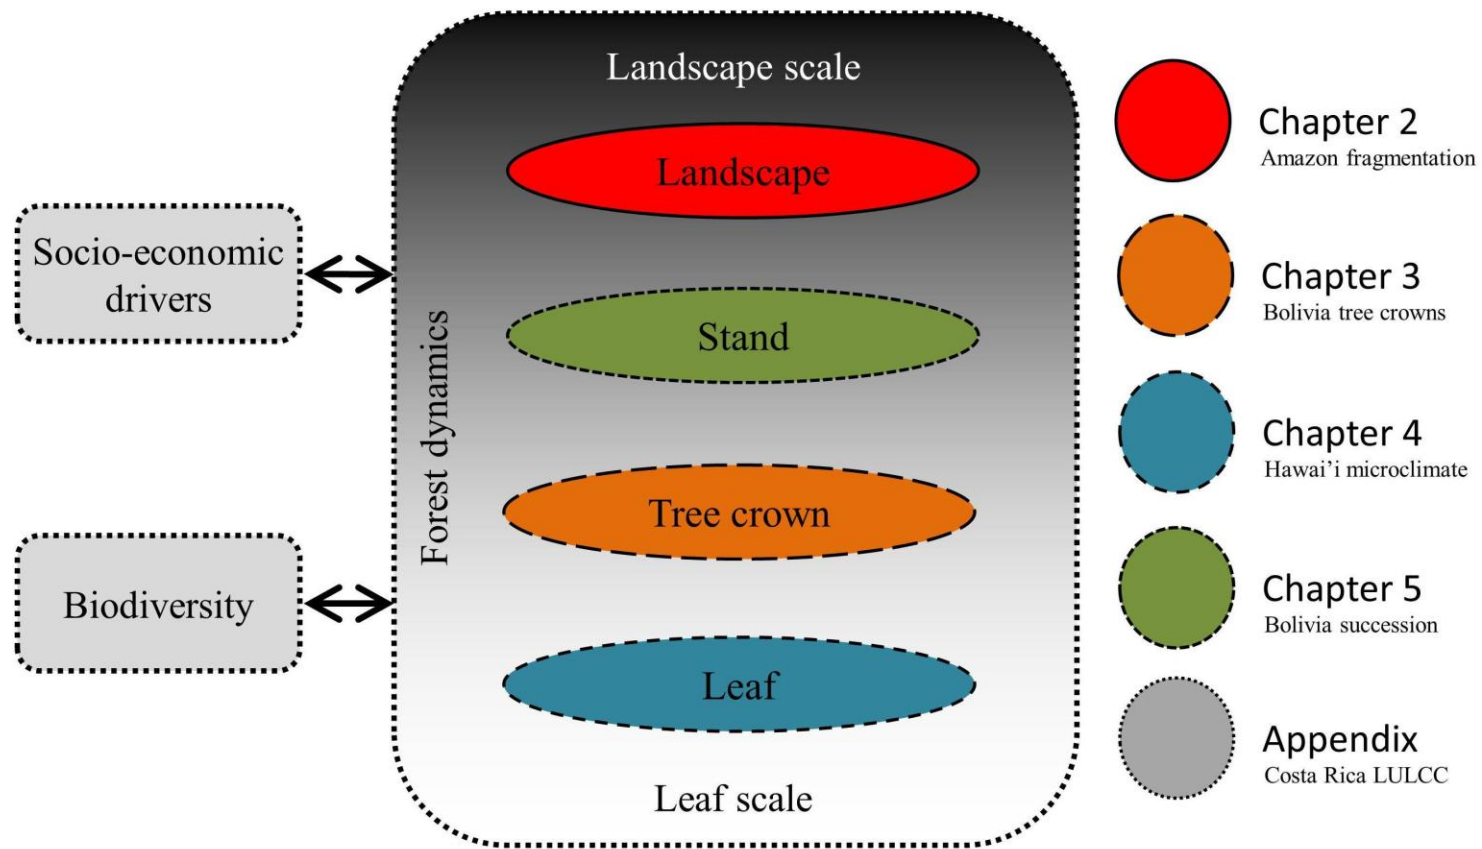 Landscape scale
Landscape
Stand
Tree crown
Leaf
Leaf scale
Forest dynamics
Socio-economic
drivers
Biodiversity
Chapter 2
Amazon fragmentation
Chapter 3
Bolivia tree crowns
Chapter 4
Hawai’i microclimate
Chapter 5
Bolivia succession
Appendix
Costa Rica LULCC